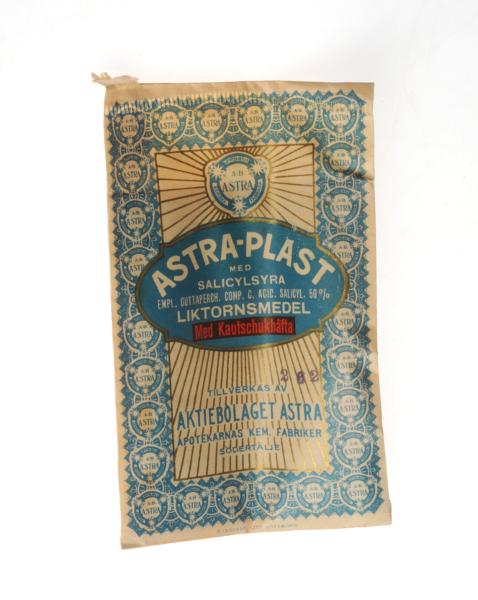 A·B
ASTRA
ASTRA-PLAST
MED
SALICYLSYRA
EMPL. GUTTAPERCH. COMP. C. ACIC. SALICYL. 50%
LIKTORNSMEDEL
Med Kautschukhäfta
282
TILLVERKAS AV
AKTIEBOLAGET ASTRA
APOTEKARNAS KEM. FABRIKER
SÖDERTÄLJE